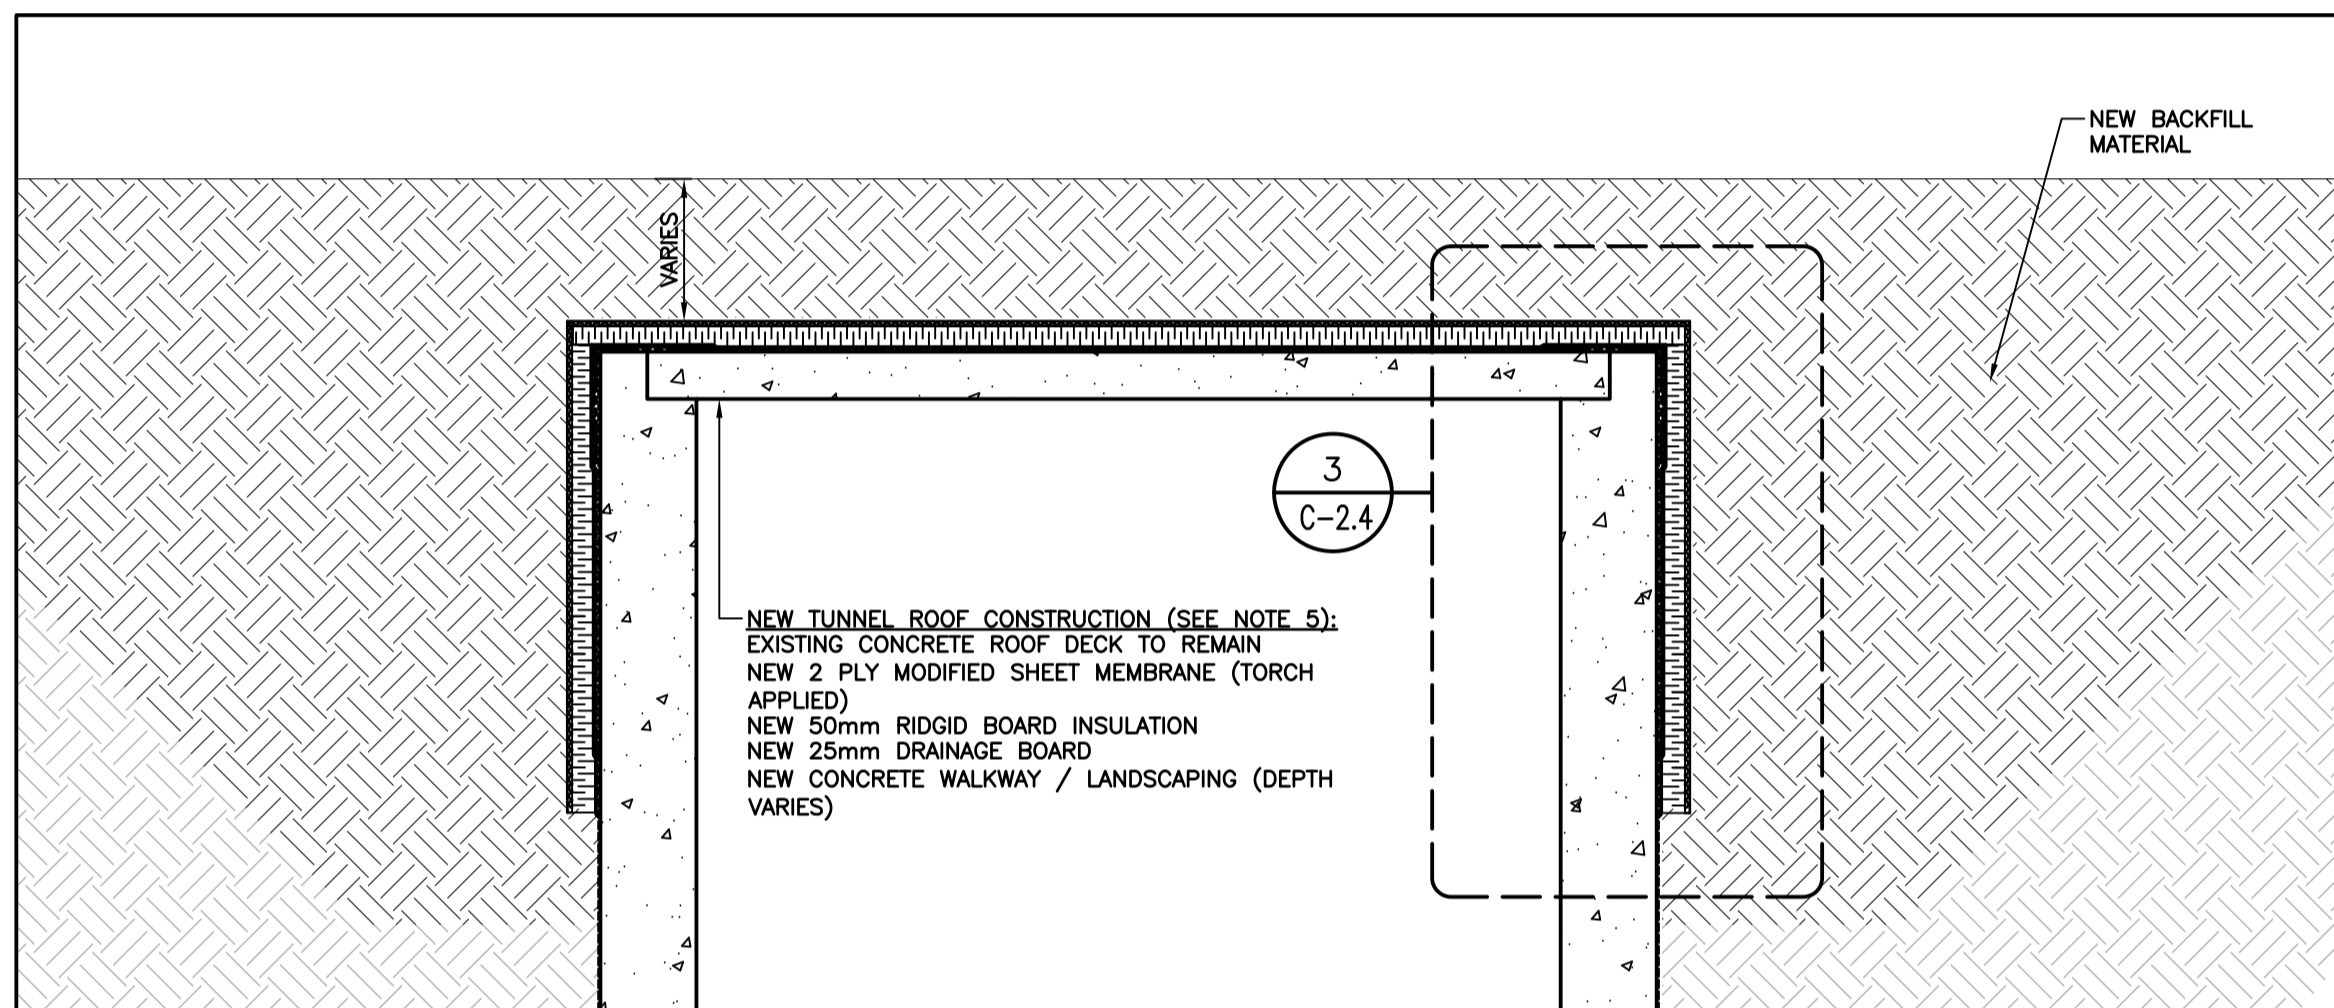 NEW BACKFILL
MATERIAL
VARIES
3
C-2.4
NEW TUNNEL ROOF CONSTRUCTION (SEE NOTE 5):
EXISTING CONCRETE ROOF DECK TO REMAIN
NEW 2 PLY MODIFIED SHEET MEMBRANE (TORCH
APPLIED)
NEW 50mm RIDGID BOARD INSULATION
NEW 25mm DRAINAGE BOARD
NEW CONCRETE WALKWAY / LANDSCAPING (DEPTH
VARIES)